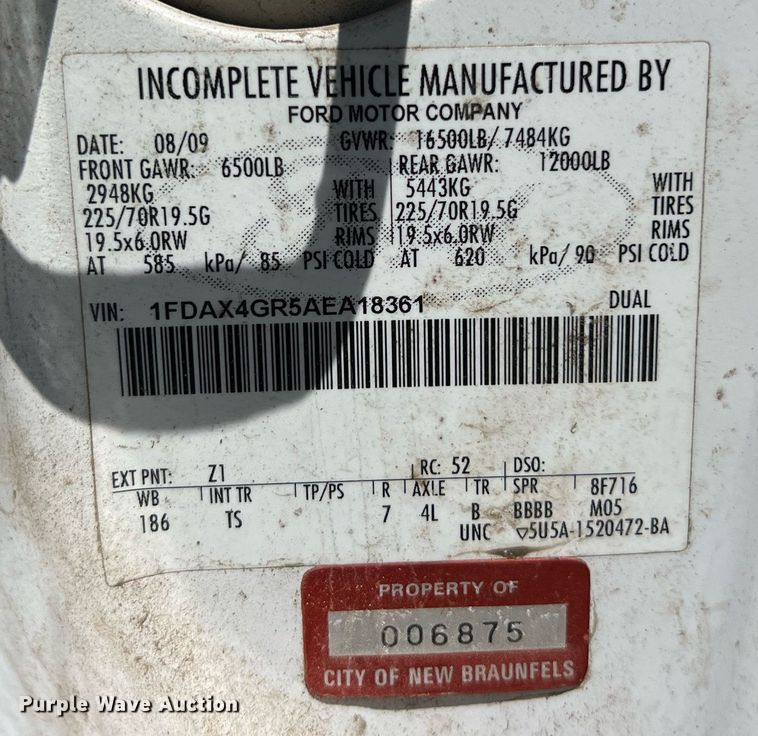 INCOMPLETE VEHICLE MANUFACTURED BY
FORD MOTOR COMPANY
DATE: 08/09 GVWR: 16500LB/ 7484KG
FRONT GAWR: 6500LB REAR GAWR: 12000LB
2948KG WITH 5443KG WITH
225/70R19.5G TIRES 225/70R19.5G TIRES
19.5x6.0RW RIMS 19.5x6.0RW RIMS
AT 585 kPa/ 85 PSI COLD AT 620 kPa/ 90 PSI COLD
VIN: 1FDAX4GR5AEA18361 DUAL
EXT PNT: Z1 RC: 52 DSO:
WB INT TR TP/PS R AXLE TR SPR 8F716
186 TS 7 4L B BBBB M05
UNC ▽5U5A-1520472-BA
PROPERTY OF
006875
CITY OF NEW BRAUNFELS
Purple Wave Auction